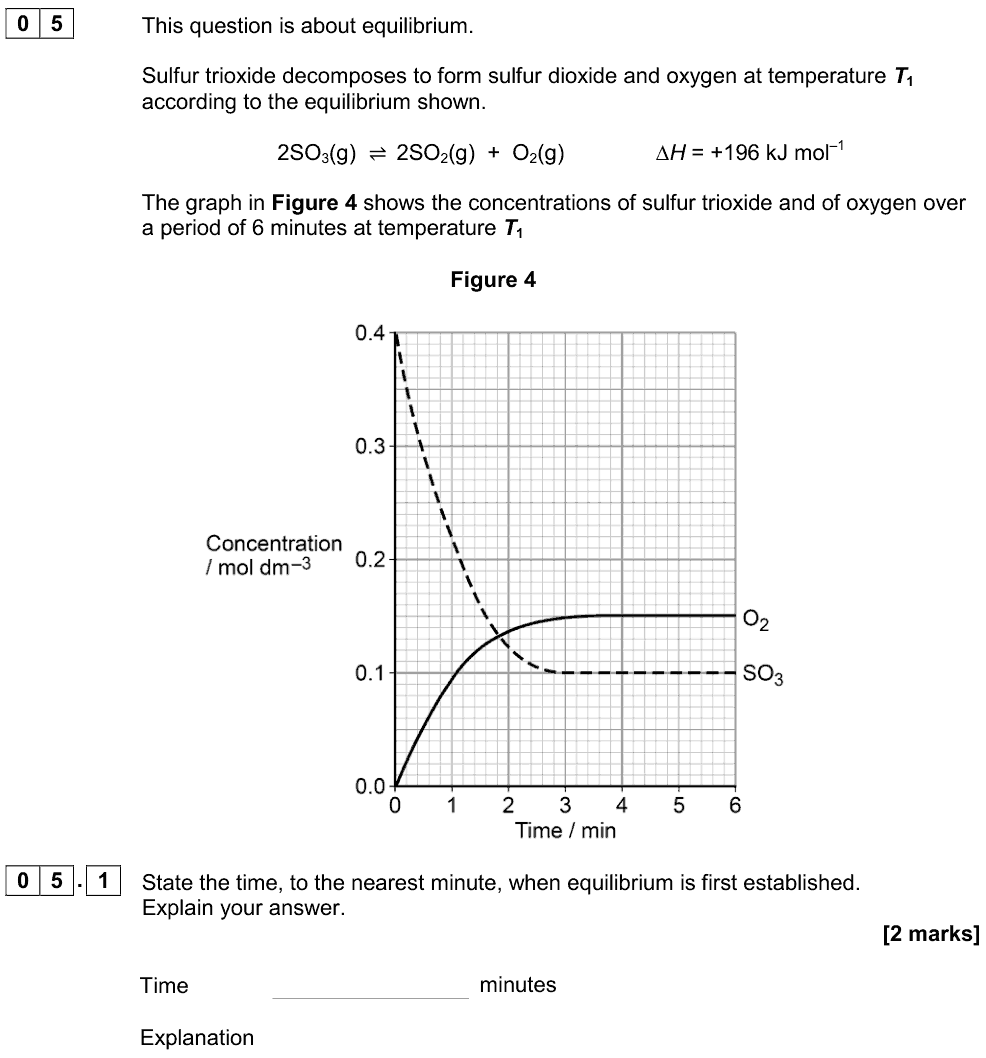 0 5 This question is about equilibrium.
Sulfur trioxide decomposes to form sulfur dioxide and oxygen at temperature T₁
according to the equilibrium shown.
2SO₃(g) ⇌ 2SO₂(g) + O₂(g) ΔH = +196 kJ mol⁻¹
The graph in Figure 4 shows the concentrations of sulfur trioxide and of oxygen over
a period of 6 minutes at temperature T₁
Figure 4
0.4
0.3
Concentration
/ mol dm⁻³
0.2
O₂
0.1
SO₃
0.0
0 1 2 3 4 5 6
Time / min
0 5 . 1 State the time, to the nearest minute, when equilibrium is first established.
Explain your answer.
[2 marks]
Time minutes
Explanation